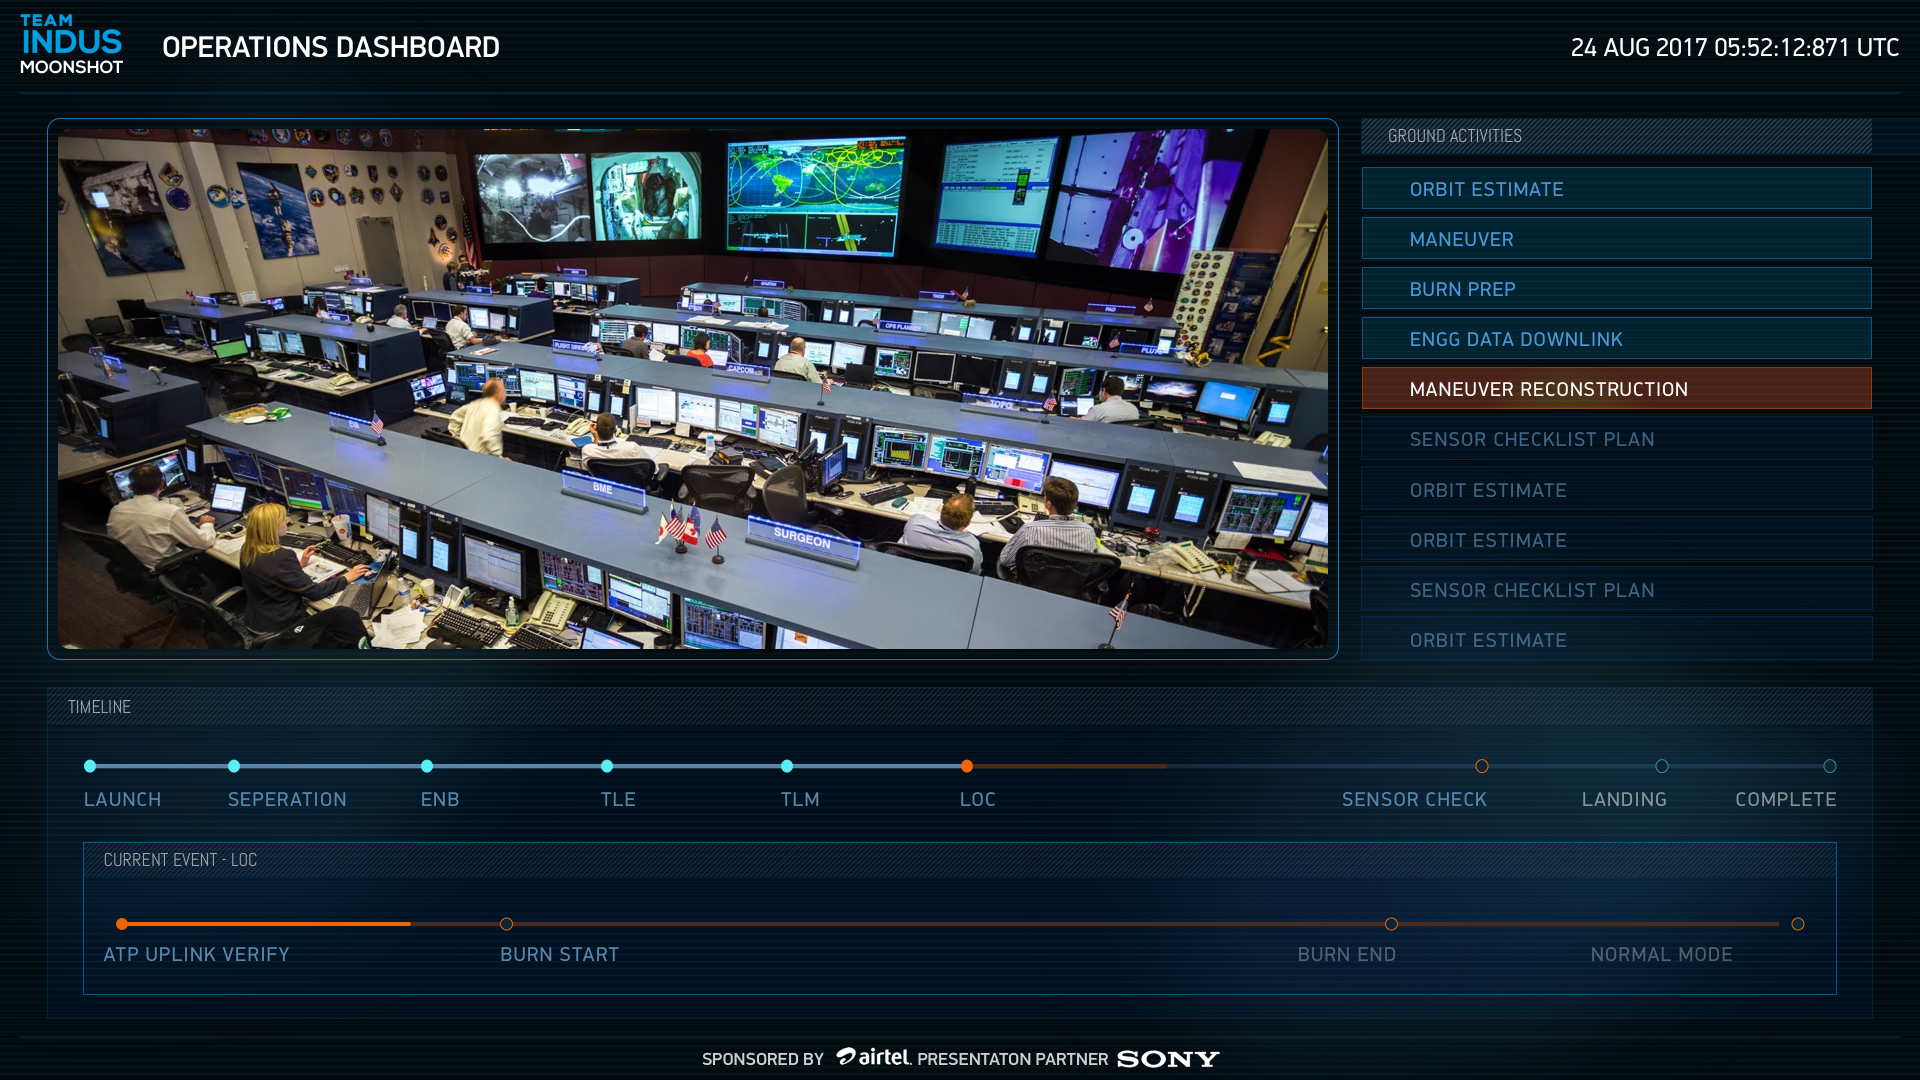 TEAM
INDUS
MOONSHOT
OPERATIONS DASHBOARD
24 AUG 2017 05:52:12:871 UTC
GROUND ACTIVITIES
ORBIT ESTIMATE
MANEUVER
BURN PREP
ENGG DATA DOWNLINK
MANEUVER RECONSTRUCTION
SENSOR CHECKLIST PLAN
ORBIT ESTIMATE
ORBIT ESTIMATE
SENSOR CHECKLIST PLAN
ORBIT ESTIMATE
OPS PLANNER
PAO
CAPCOM
TOPO
BME
SURGEON
TIMELINE
LAUNCH
SEPERATION
ENB
TLE
TLM
LOC
SENSOR CHECK
LANDING
COMPLETE
CURRENT EVENT - LOC
ATP UPLINK VERIFY
BURN START
BURN END
NORMAL MODE
SPONSORED BY airtel. PRESENTATON PARTNER SONY